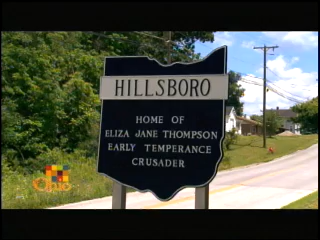 HILLSBORO
HOME OF
ELIZA JANE THOMPSON
EARLY TEMPERANCE
CRUSADER
Ohio